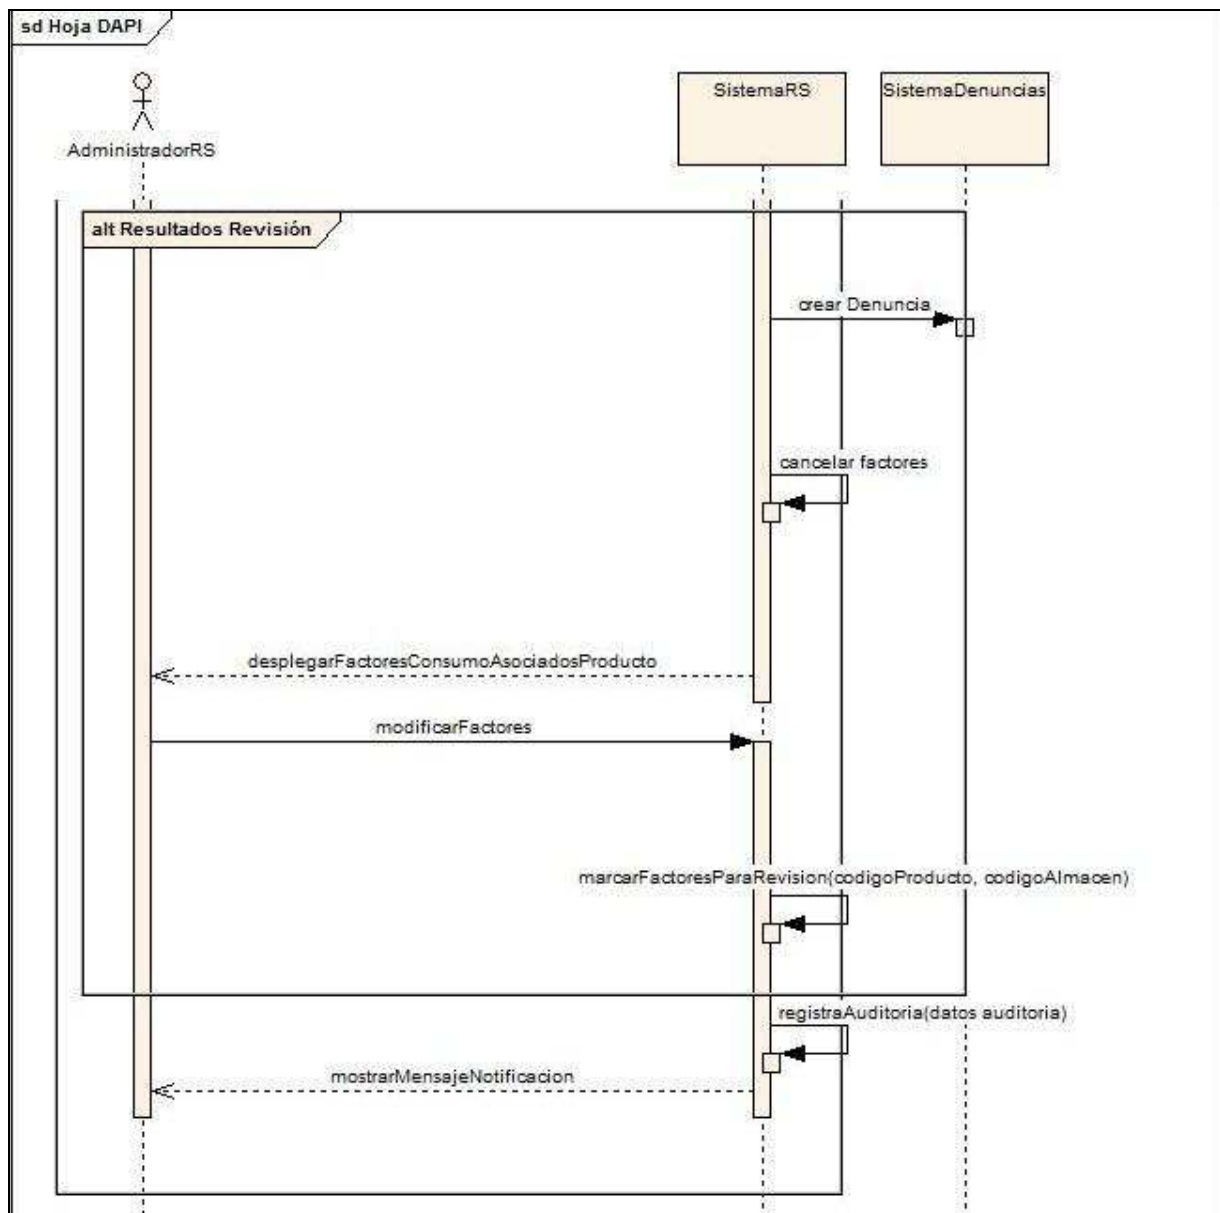 sd Hoja DAPI
SistemaRS
SistemaDenuncias
AdministradorRS
alt Resultados Revisión
crear Denuncia
cancelar factores
desplegarFactoresConsumoAsociadosProducto
modificarFactores
marcarFactoresParaRevision(codigoProducto, codigoAlmacen)
registraAuditoria(datos auditoria)
mostrarMensajeNotificacion